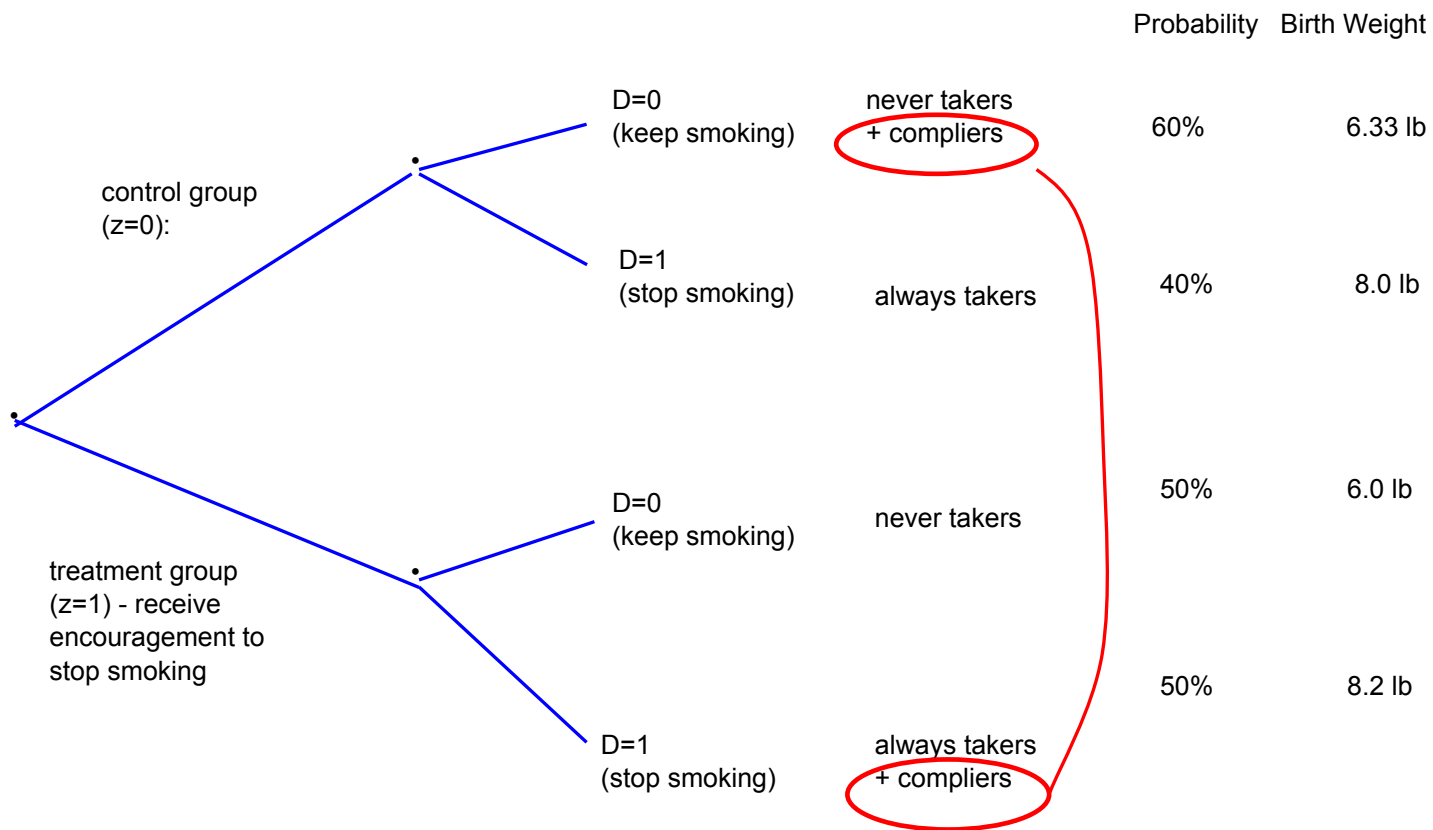 Probability Birth Weight
D=0
(keep smoking)
never takers
+ compliers
60%
6.33 lb
control group
(z=0):
D=1
(stop smoking)
always takers
40%
8.0 lb
D=0
(keep smoking)
never takers
50%
6.0 lb
treatment group
(z=1) - receive
encouragement to
stop smoking
D=1
(stop smoking)
always takers
+ compliers
50%
8.2 lb